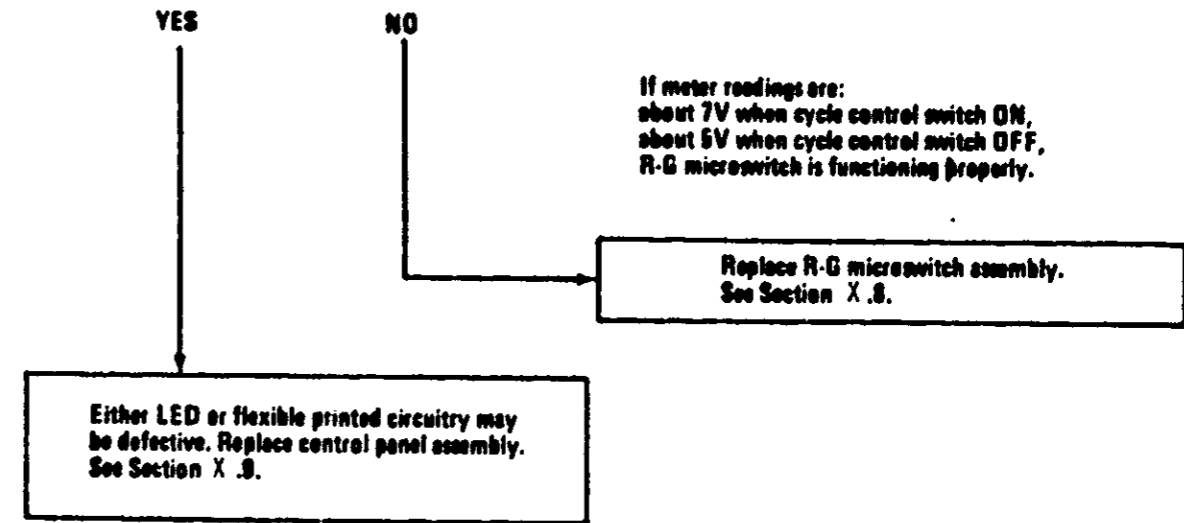 YES
NO
If meter readings are:
about 7V when cycle control switch ON,
about 5V when cycle control switch OFF,
R-G microswitch is functioning properly.
Replace R-G microswitch assembly.
See Section X
Either LED or flexible printed circuitry may
be defective. Replace control panel assembly.
See Section X